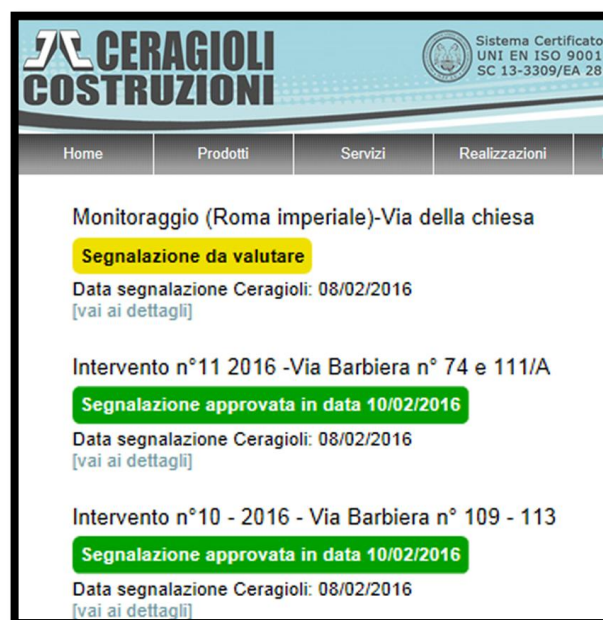 CERAGIOLI
COSTRUZIONI
Sistema Certificato
UNI EN ISO 9001
SC 13-3309/EA 28
Home Prodotti Servizi Realizzazioni
Monitoraggio (Roma imperiale)-Via della chiesa
Segnalazione da valutare
Data segnalazione Ceragioli: 08/02/2016
[vai ai dettagli]
Intervento n°11 2016 -Via Barbiera n° 74 e 111/A
Segnalazione approvata in data 10/02/2016
Data segnalazione Ceragioli: 08/02/2016
[vai ai dettagli]
Intervento n°10 - 2016 - Via Barbiera n° 109 - 113
Segnalazione approvata in data 10/02/2016
Data segnalazione Ceragioli: 08/02/2016
[vai ai dettagli]